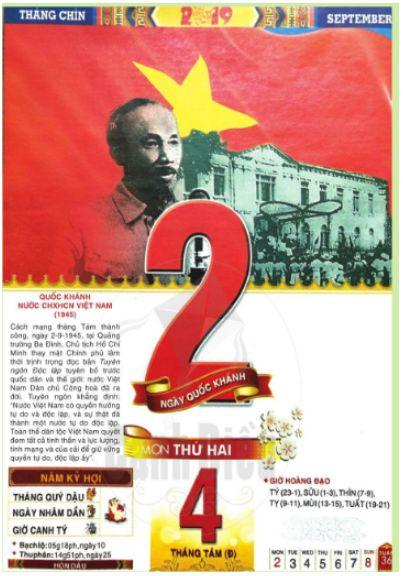 THÁNG CHÍN
2019
SEPTEMBER
2
NGÀY QUỐC KHÁNH
QUỐC KHÁNH
NƯỚC CHXHCN VIỆT NAM
(1945)
Cách mạng tháng Tám thành
công, ngày 2-9-1945, tại Quảng
trường Ba Đình, Chủ tịch Hồ Chí
Minh thay mặt Chính phủ lâm
thời trịnh trọng đọc bản Tuyên
ngôn Độc lập tuyên bố trước
quốc dân và thế giới: nước Việt
Nam Dân chủ Cộng hoà đã ra
đời. Tuyên ngôn khẳng định:
"Nước Việt Nam có quyền hưởng
tự do và độc lập, và sự thật đã
thành một nước tự do độc lập.
Toàn thể dân tộc Việt Nam quyết
đem tất cả tinh thần và lực lượng,
tính mạng và của cải để giữ vững
quyền tự do, độc lập ấy".
MON THỨ HAI
NĂM KỶ HỢI
THÁNG QUÝ DẬU
NGÀY NHÂM DẦN
GIỜ CANH TÝ
Bạch lộ: 05g18ph, ngày 10
Thu phân: 14g51ph, ngày 25
HÒN DẤU
4
THÁNG TÁM (Đ)
GIỜ HOÀNG ĐẠO
TÝ (23-1), SỬU (1-3), THÌN (7-9),
TỴ (9-11), MÙI (13-15), TUẤT (19-21)
MON TUE WED THU FRI SAT SUN TUẦN
2 3 4 5 6 7 8 36